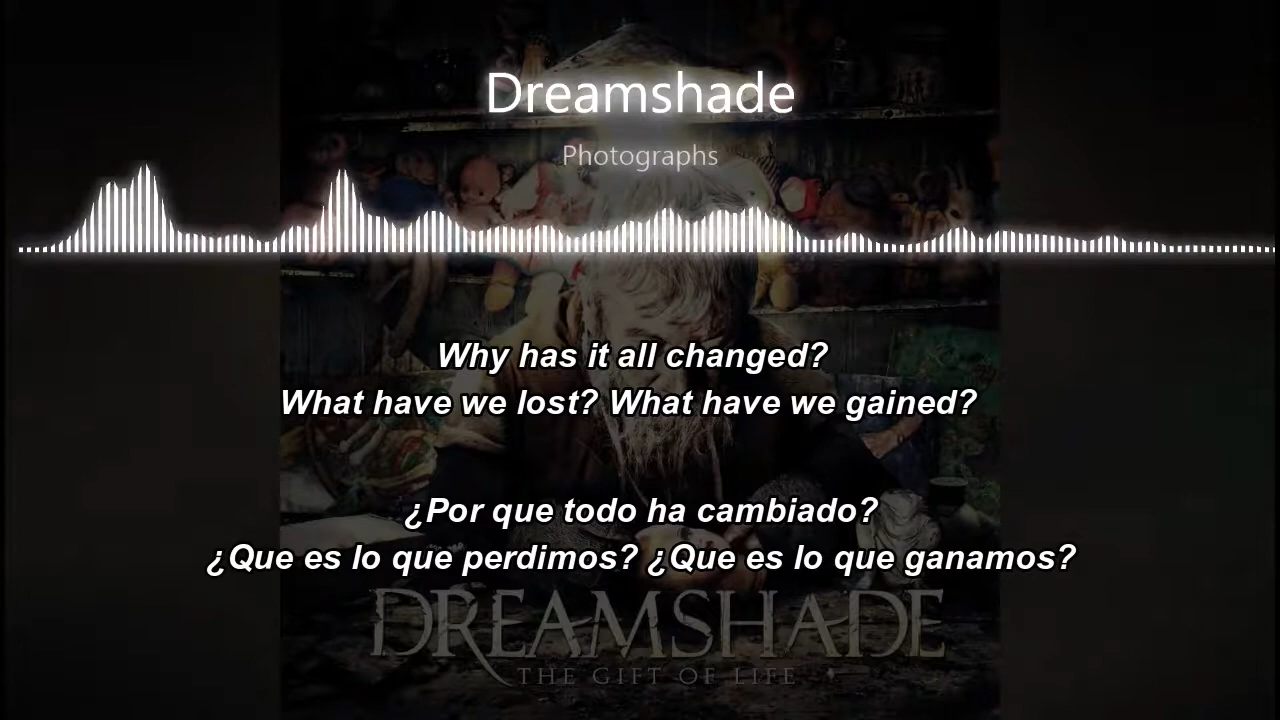 Dreamshade
Photographs
Why has it all changed?
What have we lost? What have we gained?
¿Por que todo ha cambiado?
¿Que es lo que perdimos? ¿Que es lo que ganamos?
DREAMSHADE
THE GIFT OF LIFE